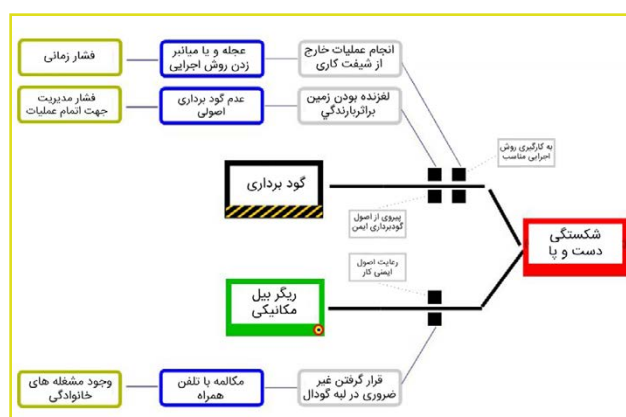 انجام عملیات خارج
از شیفت کاری
عجله و یا میانبر
زدن روش اجرایی
فشار زمانی
لغزنده بودن زمین
براثربارندگي
عدم گود برداری
اصولی
فشار مدیریت
جهت اتمام عملیات
به کارگیری روش
اجرایی مناسب
گود برداری
پیروی از اصول
گودبرداری ایمن
شکستگی
دست و پا
رعایت اصول
ایمنی کار
ریگر بیل
مکانیکی
قرار گرفتن غیر
ضروری در لبه گودال
مکالمه با تلفن
همراه
وجود مشغله های
خانوادگی